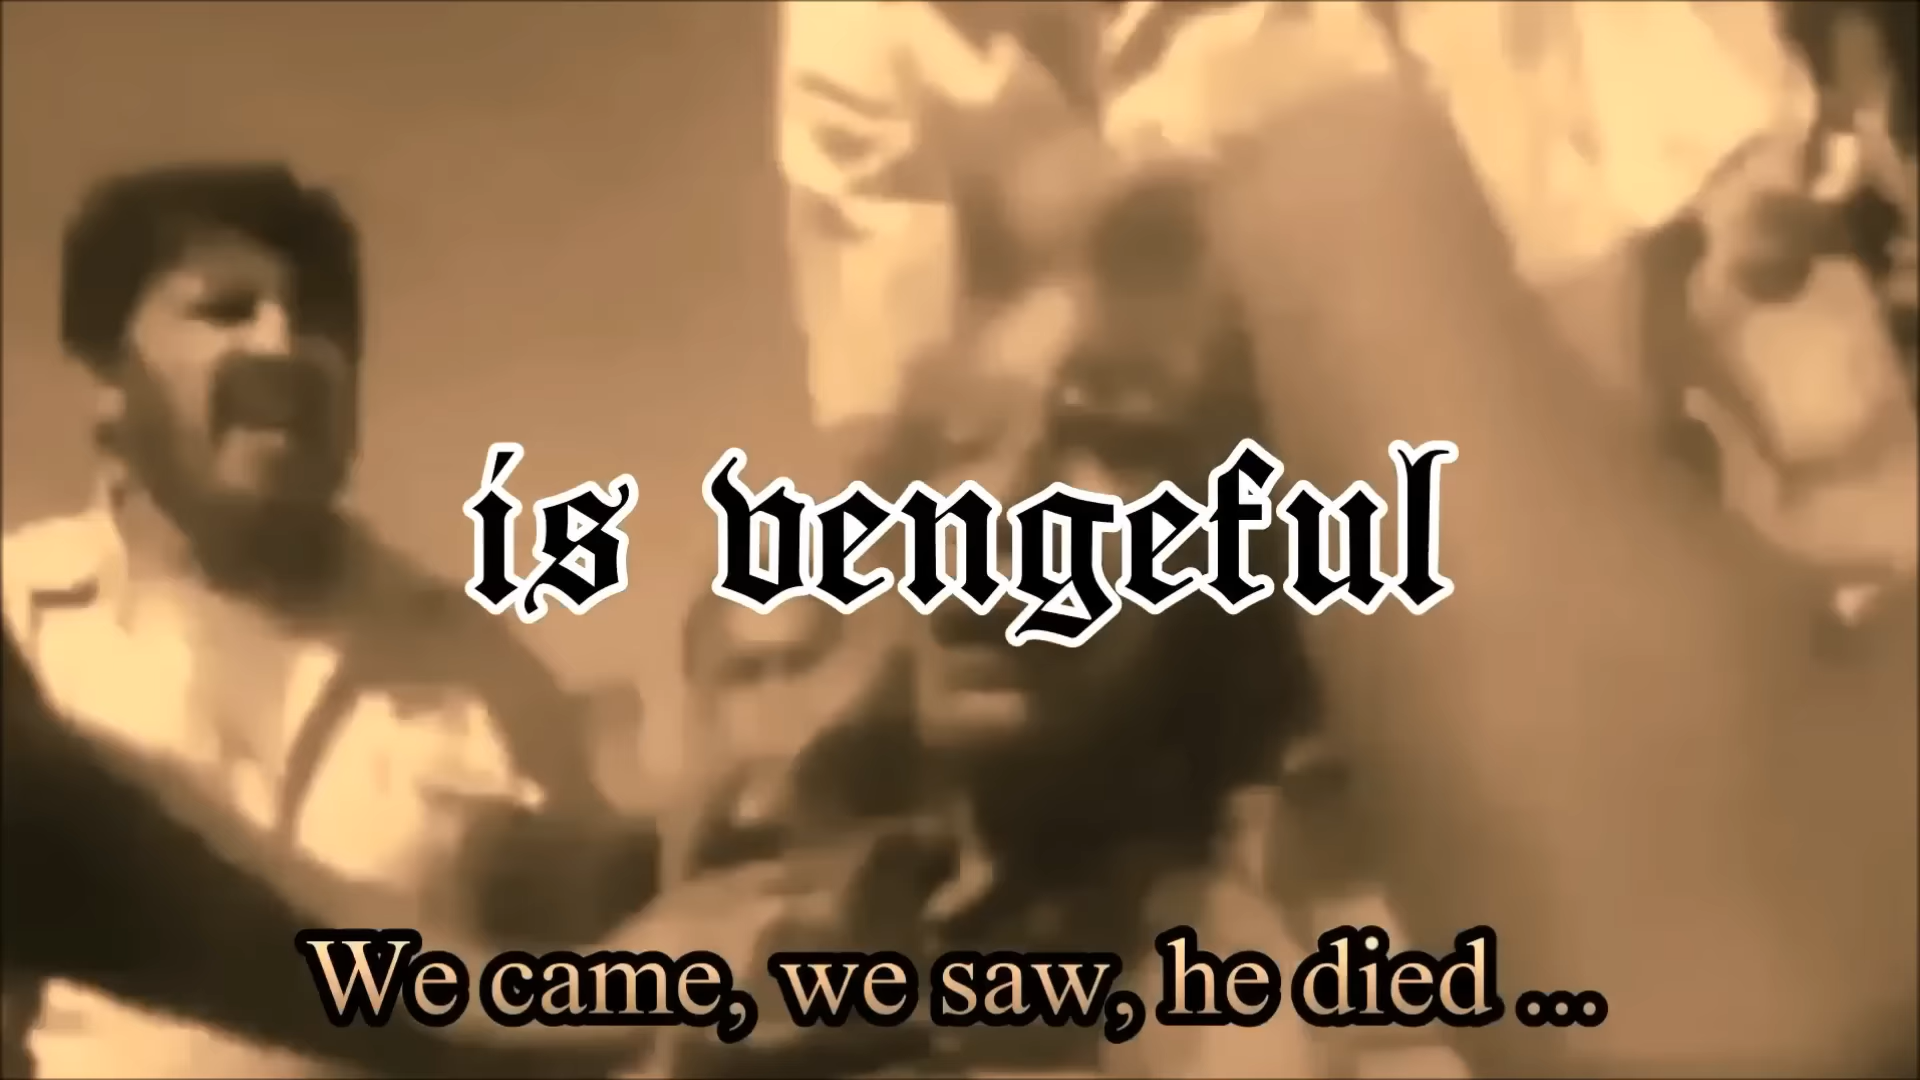 is vengeful
We came, we saw, he died ...